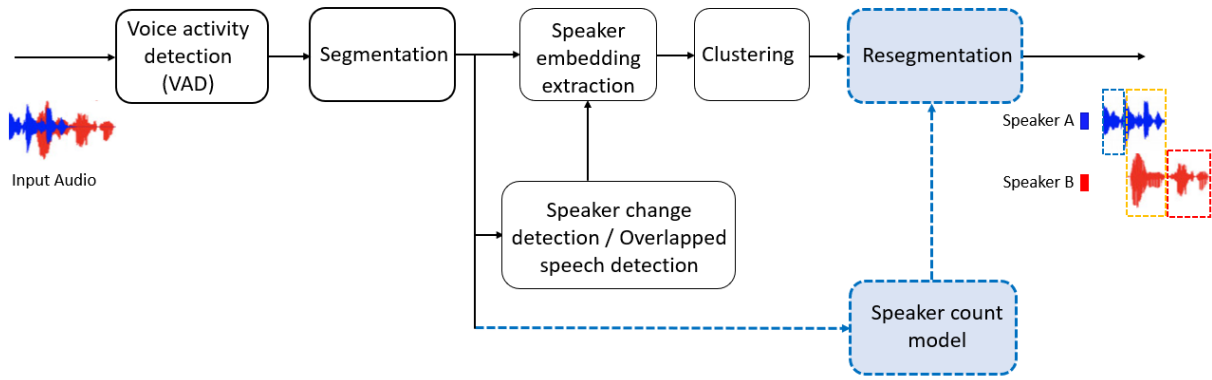 Voice activity
detection
(VAD)
Segmentation
Speaker
embedding
extraction
Clustering
Resegmentation
Input Audio
Speaker A
Speaker B
Speaker change
detection / Overlapped
speech detection
Speaker count
model